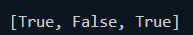 [True, False, True]